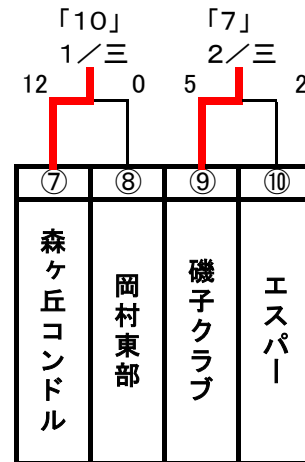 「10」 「7」
1／三 2／三
12 0 5 2
⑦ ⑧ ⑨ ⑩
森ヶ丘コンドル
岡村東部
磯子クラブ
エスパー